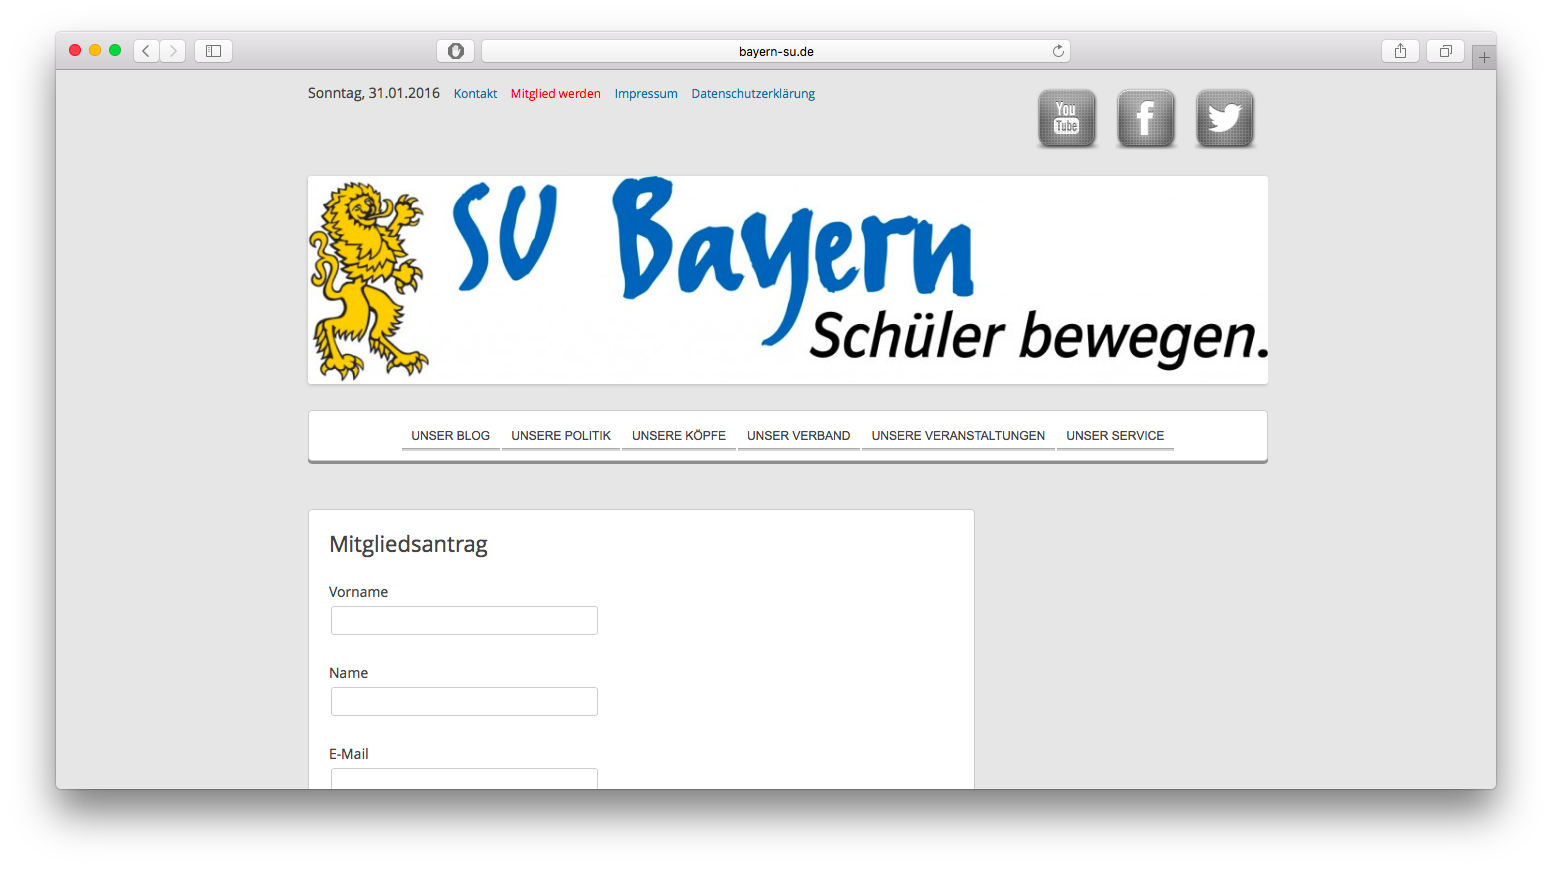 bayern-su.de
Sonntag, 31.01.2016 Kontakt Mitglied werden Impressum Datenschutzerklärung
You
Tube
SU Bayern
Schüler bewegen.
UNSER BLOG UNSERE POLITIK UNSERE KÖPFE UNSER VERBAND UNSERE VERANSTALTUNGEN UNSER SERVICE
Mitgliedsantrag
Vorname
Name
E-Mail